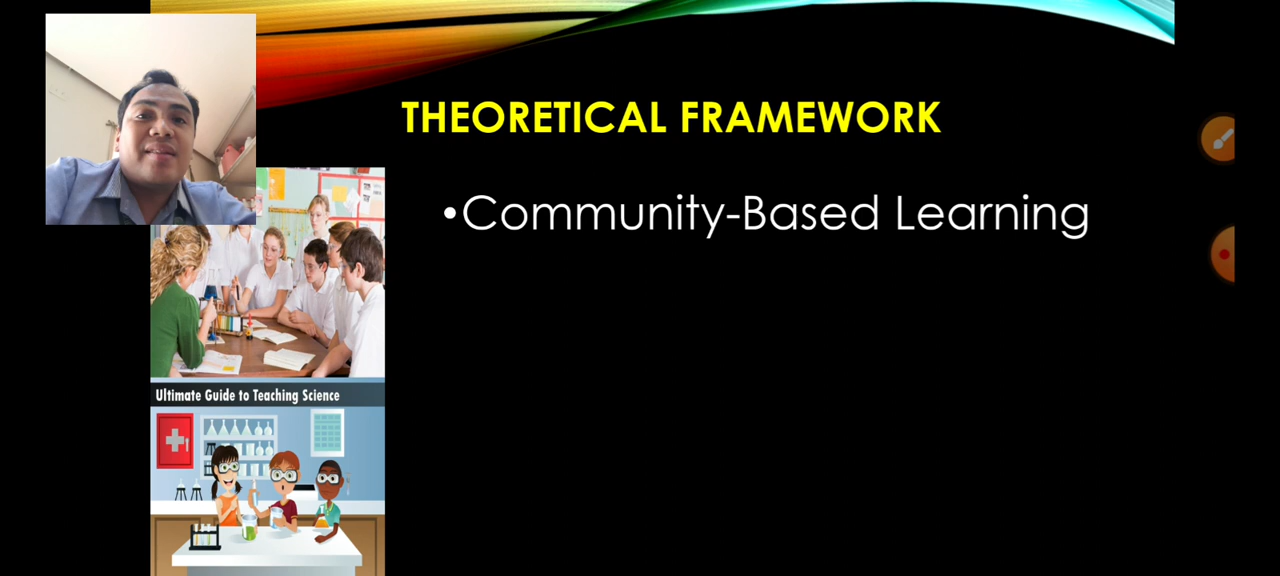 THEORETICAL FRAMEWORK
•Community-Based Learning
Ultimate Guide to Teaching Science